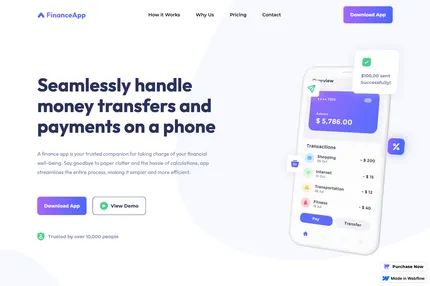 FinanceApp
How it Works
Why Us
Pricing
Contact
Download App
Seamlessly handle
money transfers and
payments on a phone
A finance app is your trusted companion for taking charge of your financial
well-being. Say goodbye to paper clutter and the hassle of calculations, app
streamlines the entire process, making it simpler and more efficient.
Download App
View Demo
Trusted by over 10,000 people
$100.00 sent
Successfully!
Overview
Balance
$ 5,786.00
Transactions
Shopping
- $ 200
Internet
- $ 15
Transportation
- $ 13
Fitness
- $ 40
Pay
Transfer
Purchase Now
Made in Webflow